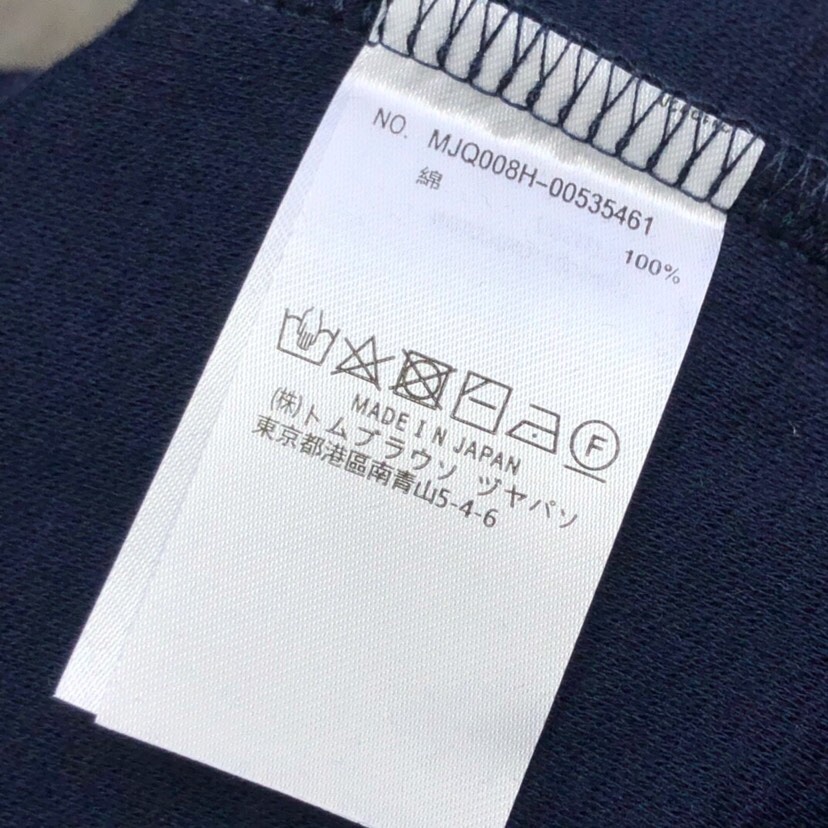 NO. MJQ008H-00535461
綿 100%
MADE IN JAPAN
(株)トムブラウソ ヅヤパソ
東京都港區南青山5-4-6
F